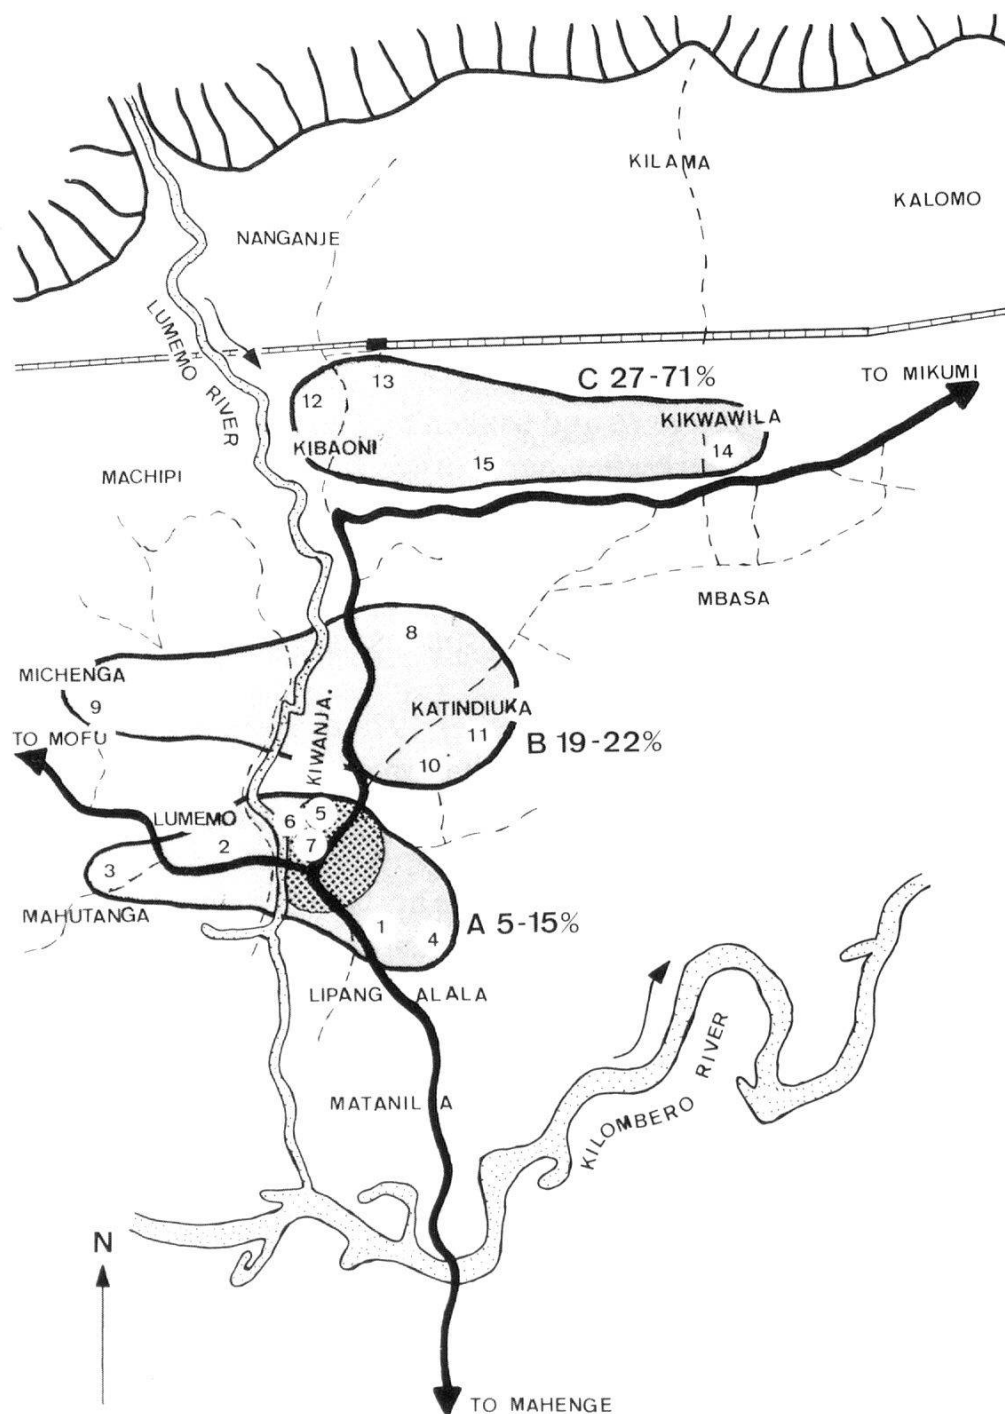 KILAMA
KALOMO
NANGANJE
LUMEMO RIVER
TO MIKUMI
C 27-71%
13
12
KIKWAWILA
KIBAONI
14
15
MACHIPI
MBASA
8
MICHENGA
9
KATINDIUKA
KIWANJA.
11
B 19-22%
TO MOFU
10
LUMEMO
6
5
2
7
3
MAHUTANGA
1
4
A 5-15%
LIPANG ALALA
KILOMBERO RIVER
MATANILLA
N
TO MAHENGE